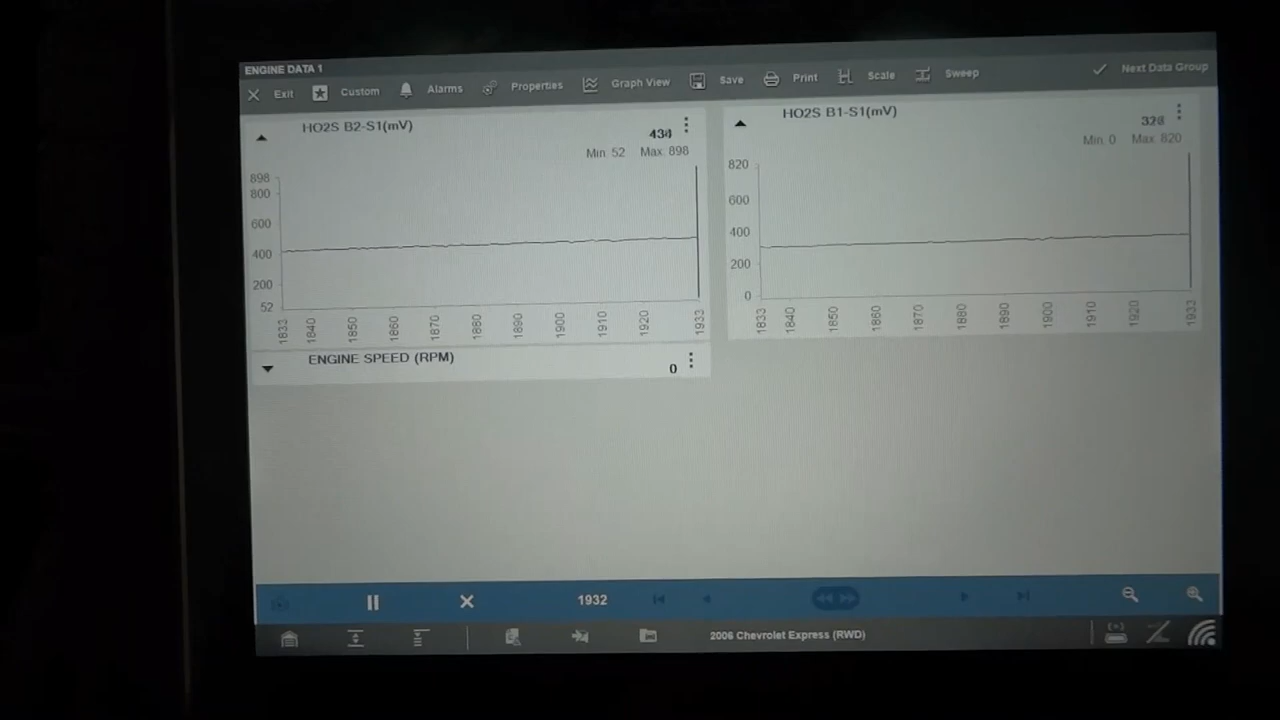 ENGINE DATA 1
Exit Custom Alarms Properties Graph View Save Print Scale Sweep Next Data Group
HO2S B2-S1(mV)
Min: 52 Max: 898
898
800
600
400
200
52
1833 1840 1850 1860 1870 1880 1890 1900 1910 1920 1933
HO2S B1-S1(mV)
Min: 0 Max: 820
820
600
400
200
0
1833 1840 1850 1860 1870 1880 1890 1900 1910 1920 1933
ENGINE SPEED (RPM)
0
1932
2006 Chevrolet Express (RWD)